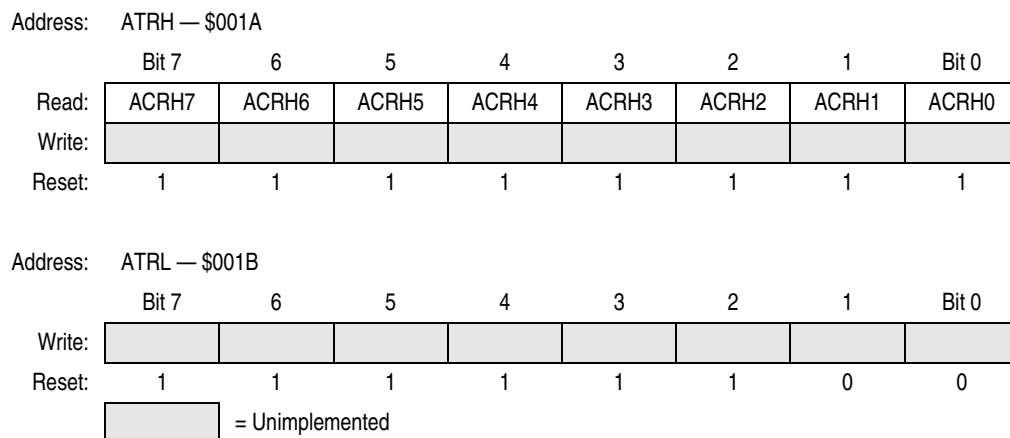 Address: ATRH — $001A
Bit 7 6 5 4 3 2 1 Bit 0
Read: ACRH7 ACRH6 ACRH5 ACRH4 ACRH3 ACRH2 ACRH1 ACRH0
Write:
Reset: 1 1 1 1 1 1 1 1
Address: ATRL — $001B
Bit 7 6 5 4 3 2 1 Bit 0
Write:
Reset: 1 1 1 1 1 1 0 0
= Unimplemented